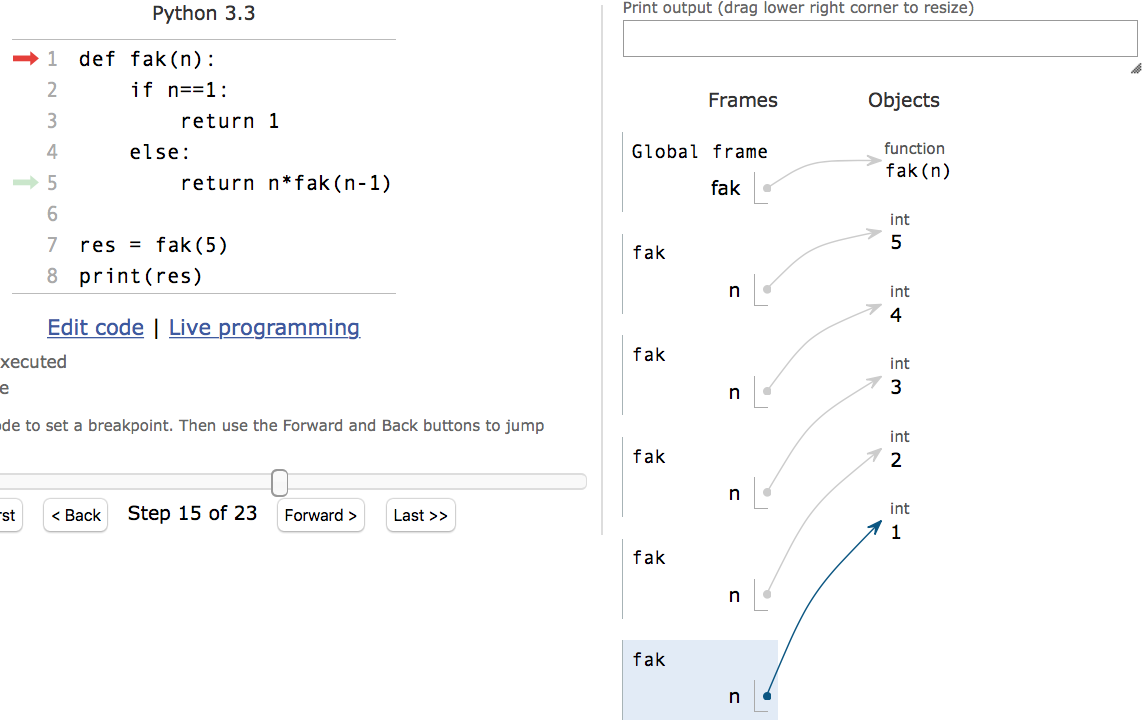 Python 3.3
1 def fak(n):
2 if n==1:
3 return 1
4 else:
5 return n*fak(n-1)
6
7 res = fak(5)
8 print(res)
Edit code | Live programming
xecuted
e
de to set a breakpoint. Then use the Forward and Back buttons to jump
rst < Back Step 15 of 23 Forward > Last >>
Print output (drag lower right corner to resize)
Frames Objects
Global frame
fak
function
fak(n)
fak
n
int
5
fak
n
int
4
fak
n
int
3
fak
n
int
2
fak
n
int
1